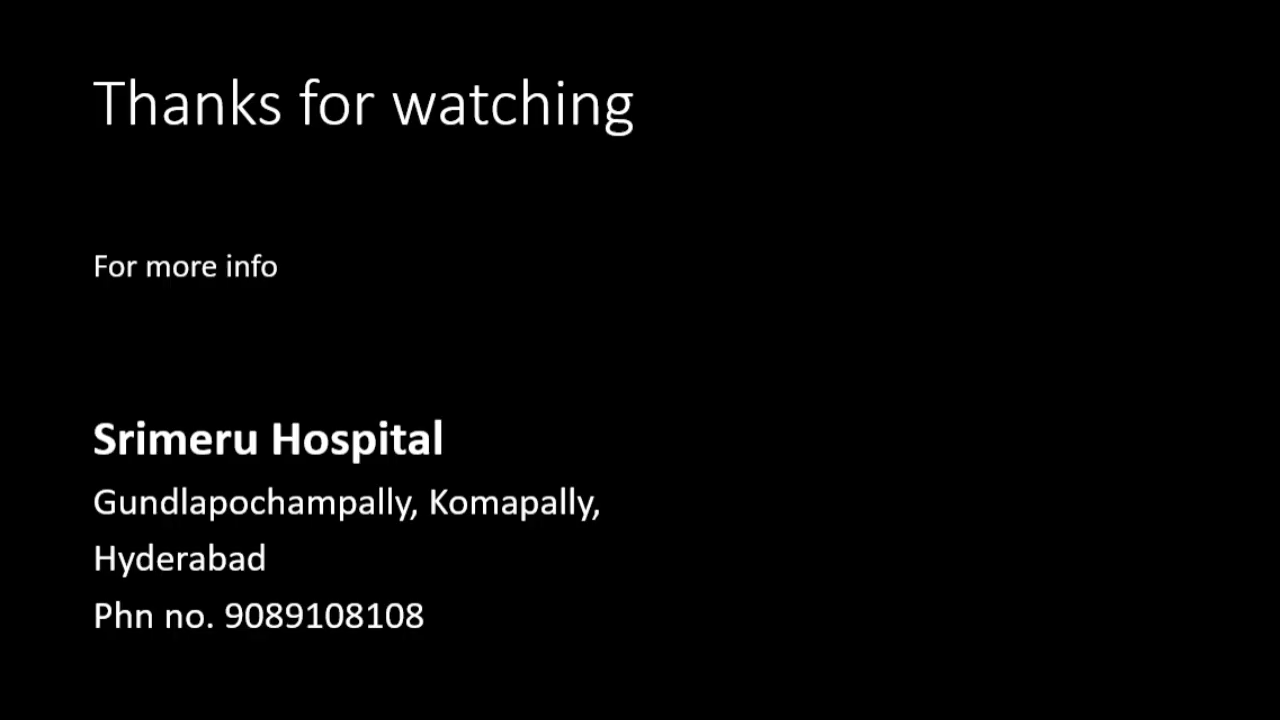 Thanks for watching
For more info
Srimeru Hospital
Gundlapochampally, Komapally,
Hyderabad
Phn no. 9089108108